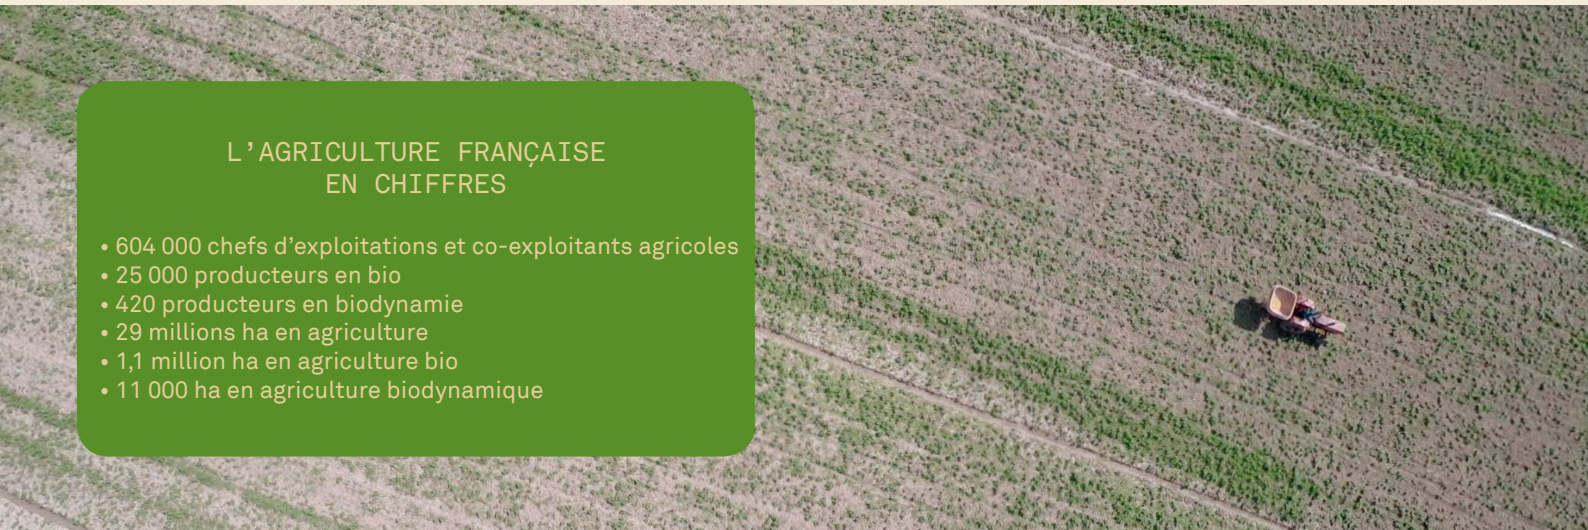 L’AGRICULTURE FRANÇAISE
EN CHIFFRES
• 604 000 chefs d’exploitations et co-exploitants agricoles
• 25 000 producteurs en bio
• 420 producteurs en biodynamie
• 29 millions ha en agriculture
• 1,1 million ha en agriculture bio
• 11 000 ha en agriculture biodynamique